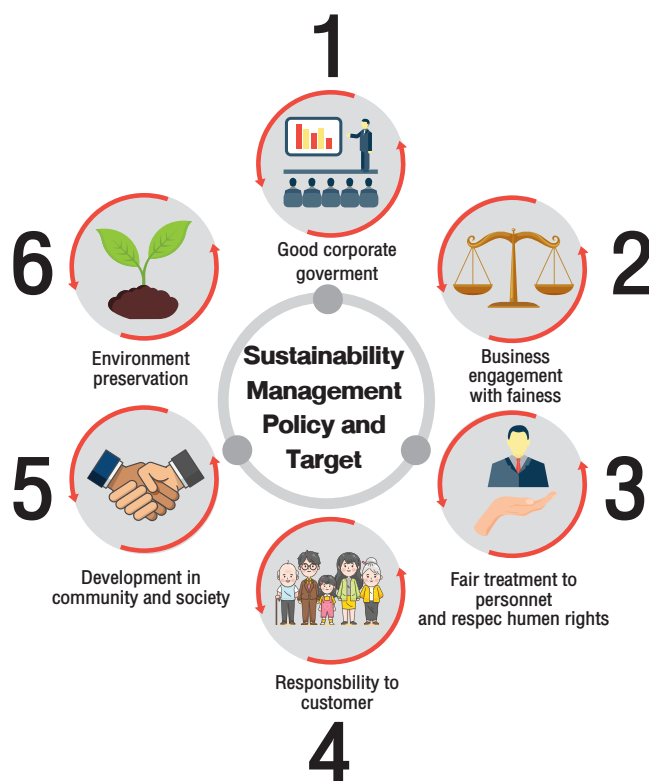 1
Good corporate
goverment
2
Business
engagement
with fainess
3
Fair treatment to
personnet
and respec human rights
4
Responsbility to
customer
5
Development in
community and society
6
Environment
preservation
Sustainability
Management
Policy and
Target